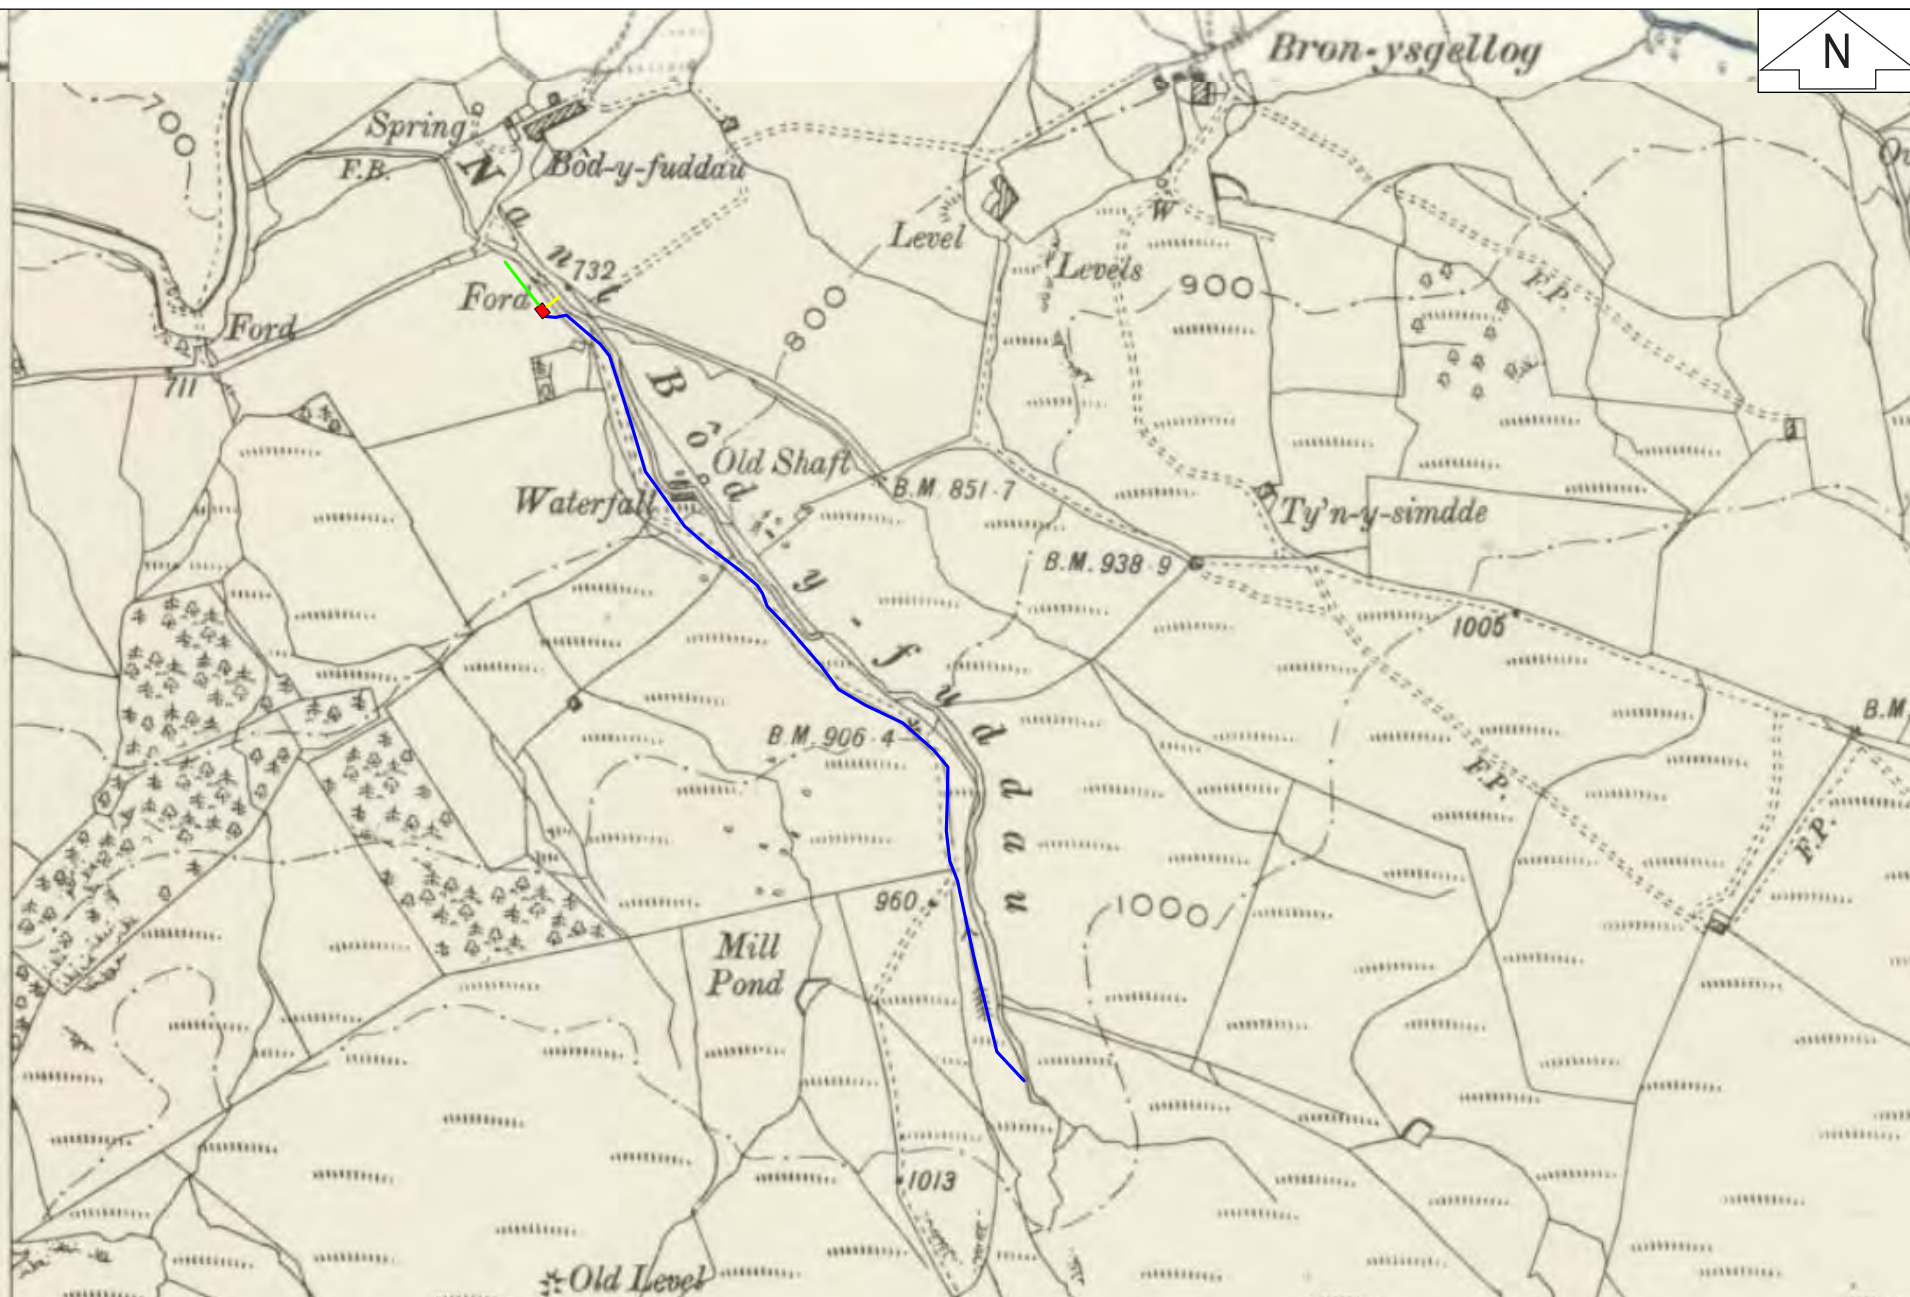 Bron-ysgellog
N
700
Spring
F.B.
Bôd-y-fuddau
Nant Bôd y-fuddau
W
Level
Levels
900
F.P.
732
Ford
800
Ford
711
Old Shaft
B.M. 851·7
Waterfall
Ty'n-y-simdde
B.M. 938·9
1005
B.M.
B.M. 906·4
F.P.
F.P.
960
1000
Mill
Pond
1013
Old Level